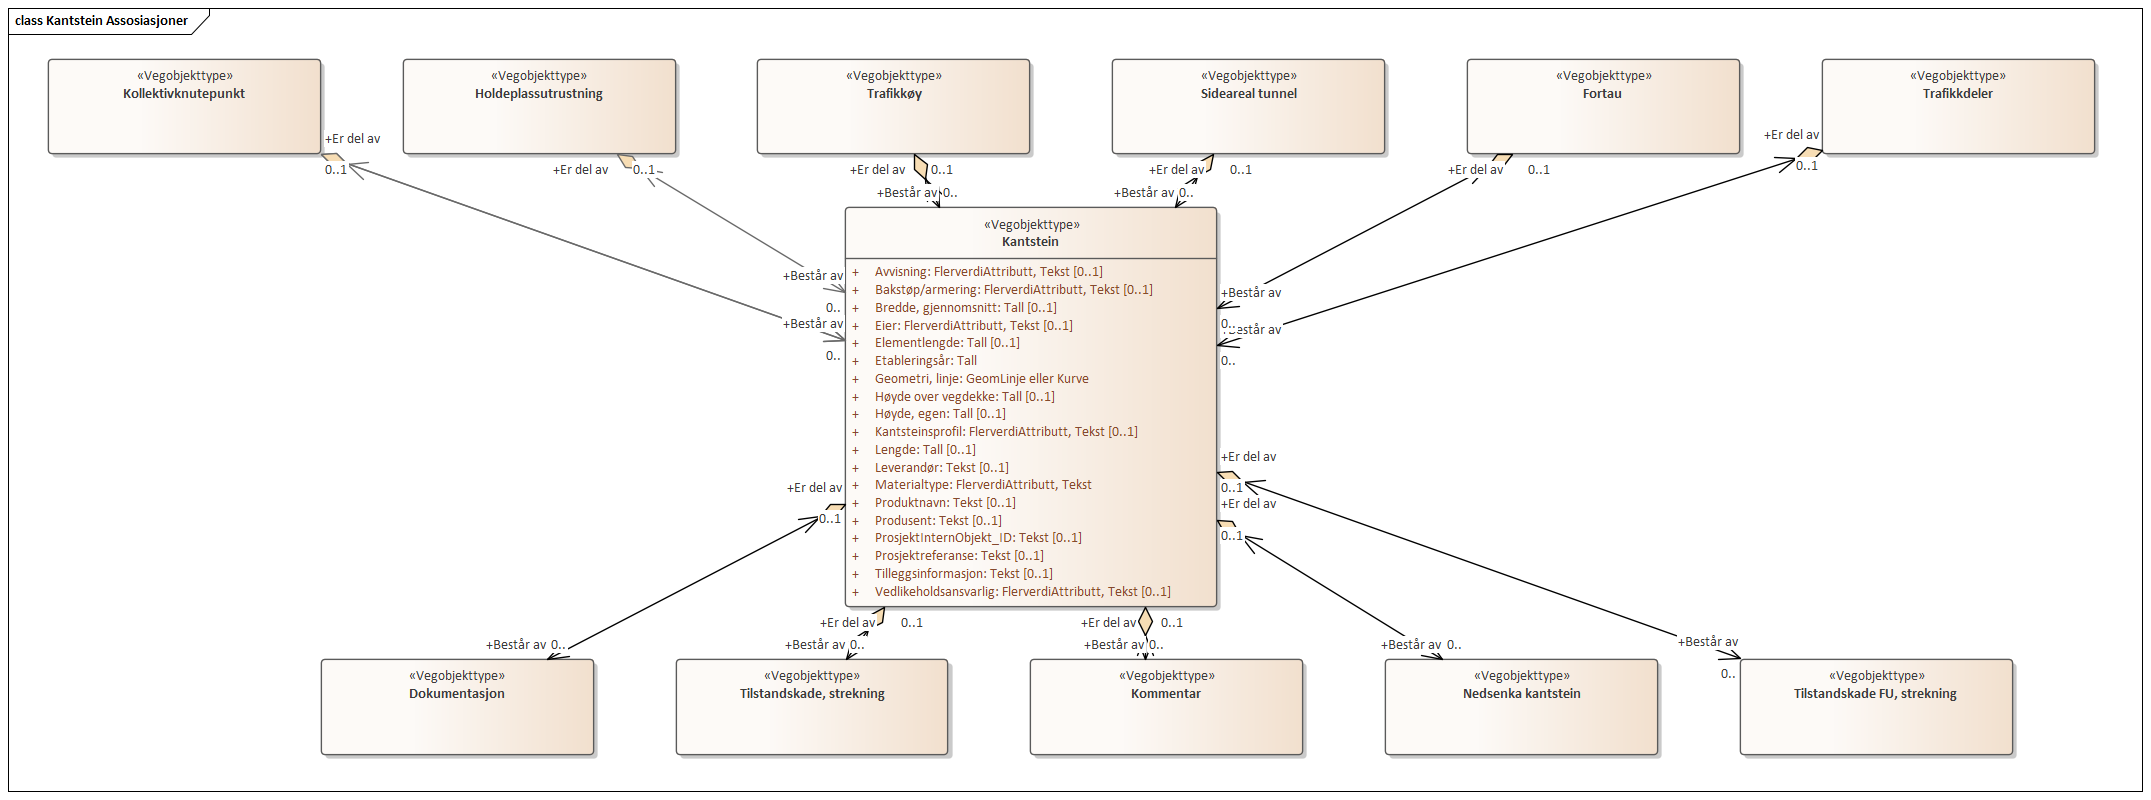 class Kantstein Assosiasjoner
«Vegobjekttype»
Kollektivknutepunkt
«Vegobjekttype»
Holdeplassutrustning
«Vegobjekttype»
Trafikkøy
«Vegobjekttype»
Sideareal tunnel
«Vegobjekttype»
Fortau
«Vegobjekttype»
Trafikkdeler
+Er del av
0..1
+Er del av
0..1
+Er del av
0..1
+Er del av
0..1
+Er del av
0..1
+Er del av
0..1
+Består av 0..
+Består av 0..
«Vegobjekttype»
Kantstein
+ Avvisning: FlerverdiAttributt, Tekst [0..1]
+ Bakstøp/armering: FlerverdiAttributt, Tekst [0..1]
+ Bredde, gjennomsnitt: Tall [0..1]
+ Eier: FlerverdiAttributt, Tekst [0..1]
+ Elementlengde: Tall [0..1]
+ Etableringsår: Tall
+ Geometri, linje: GeomLinje eller Kurve
+ Høyde over vegdekke: Tall [0..1]
+ Høyde, egen: Tall [0..1]
+ Kantsteinsprofil: FlerverdiAttributt, Tekst [0..1]
+ Lengde: Tall [0..1]
+ Leverandør: Tekst [0..1]
+ Materialtype: FlerverdiAttributt, Tekst
+ Produktnavn: Tekst [0..1]
+ Produsent: Tekst [0..1]
+ ProsjektInternObjekt_ID: Tekst [0..1]
+ Prosjektreferanse: Tekst [0..1]
+ Tilleggsinformasjon: Tekst [0..1]
+ Vedlikeholdsansvarlig: FlerverdiAttributt, Tekst [0..1]
+Består av
0..
+Består av
0..
+Består av
0..
Består av
0..
+Er del av
0..1
+Er del av
0..1
+Er del av
0..1
+Er del av
0..1
+Er del av
0..1
+Består av 0..
+Består av 0..
+Består av 0..
+Består av 0..
+Består av
0..
«Vegobjekttype»
Dokumentasjon
«Vegobjekttype»
Tilstandskade, strekning
«Vegobjekttype»
Kommentar
«Vegobjekttype»
Nedsenka kantstein
«Vegobjekttype»
Tilstandskade FU, strekning